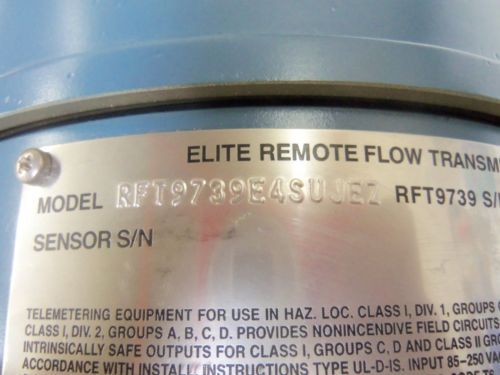 ELITE REMOTE FLOW TRANSM
MODEL RFT9739E4SUJEZ RFT9739 S/
SENSOR S/N
TELEMETERING EQUIPMENT FOR USE IN HAZ. LOC. CLASS I, DIV. 1, GROUPS
CLASS I, DIV. 2, GROUPS A, B, C, D. PROVIDES NONINCENDIVE FIELD CIRCUITS
INTRINSICALLY SAFE OUTPUTS FOR CLASS I, GROUPS C, D AND CLASS II GRO
ACCORDANCE WITH INSTALL INSTRUCTIONS TYPE UL-D-IS. INPUT 85-250 VA